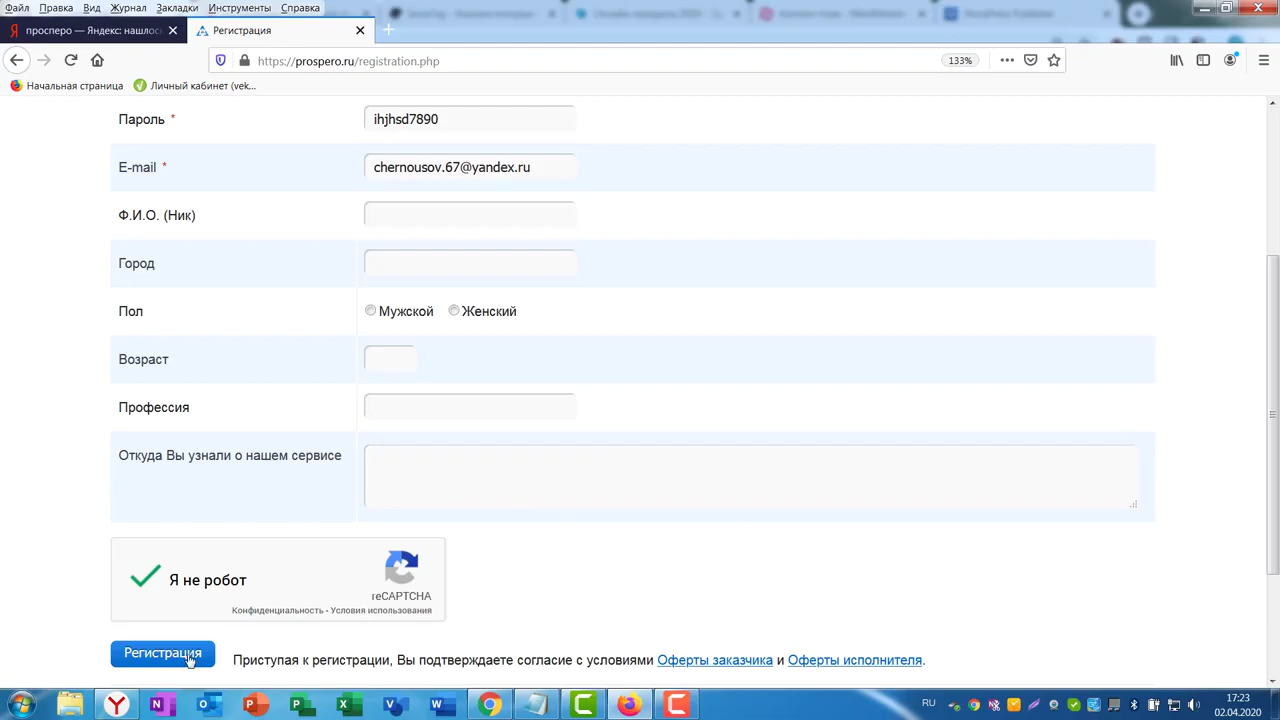 Файл Правка Вид Журнал Закладки Инструменты Справка
просперо — Яндекс: нашлос
Регистрация
https://prospero.ru/registration.php
133%
Начальная страница
Личный кабинет (vek...
Пароль *
ihjhsd7890
E-mail *
chernousov.67@yandex.ru
Ф.И.О. (Ник)
Город
Пол
Мужской
Женский
Возраст
Профессия
Откуда Вы узнали о нашем сервисе
Я не робот
reCAPTCHA
Конфиденциальность - Условия использования
Регистрация
Приступая к регистрации, Вы подтверждаете согласие с условиями Оферты заказчика и Оферты исполнителя.
RU
17:23
02.04.2020